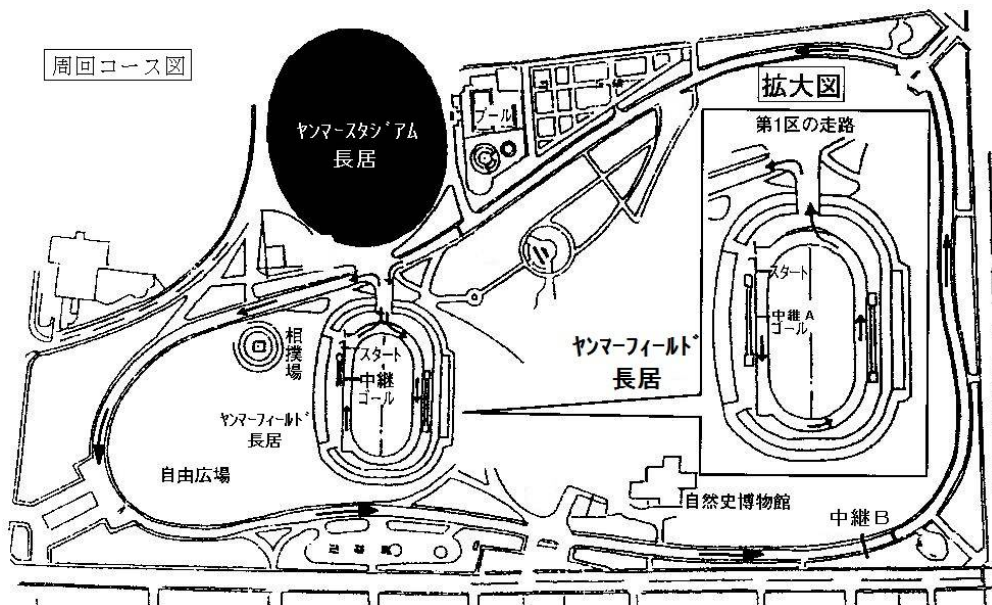 周回コース図
ヤンマースタジアム
長居
プール
拡大図
第1区の走路
スタート
中継A
ゴール
ヤンマーフィールド
長居
相撲場
スタート
中継
ゴール
ヤンマーフィールド
長居
自由広場
自然史博物館
中継B